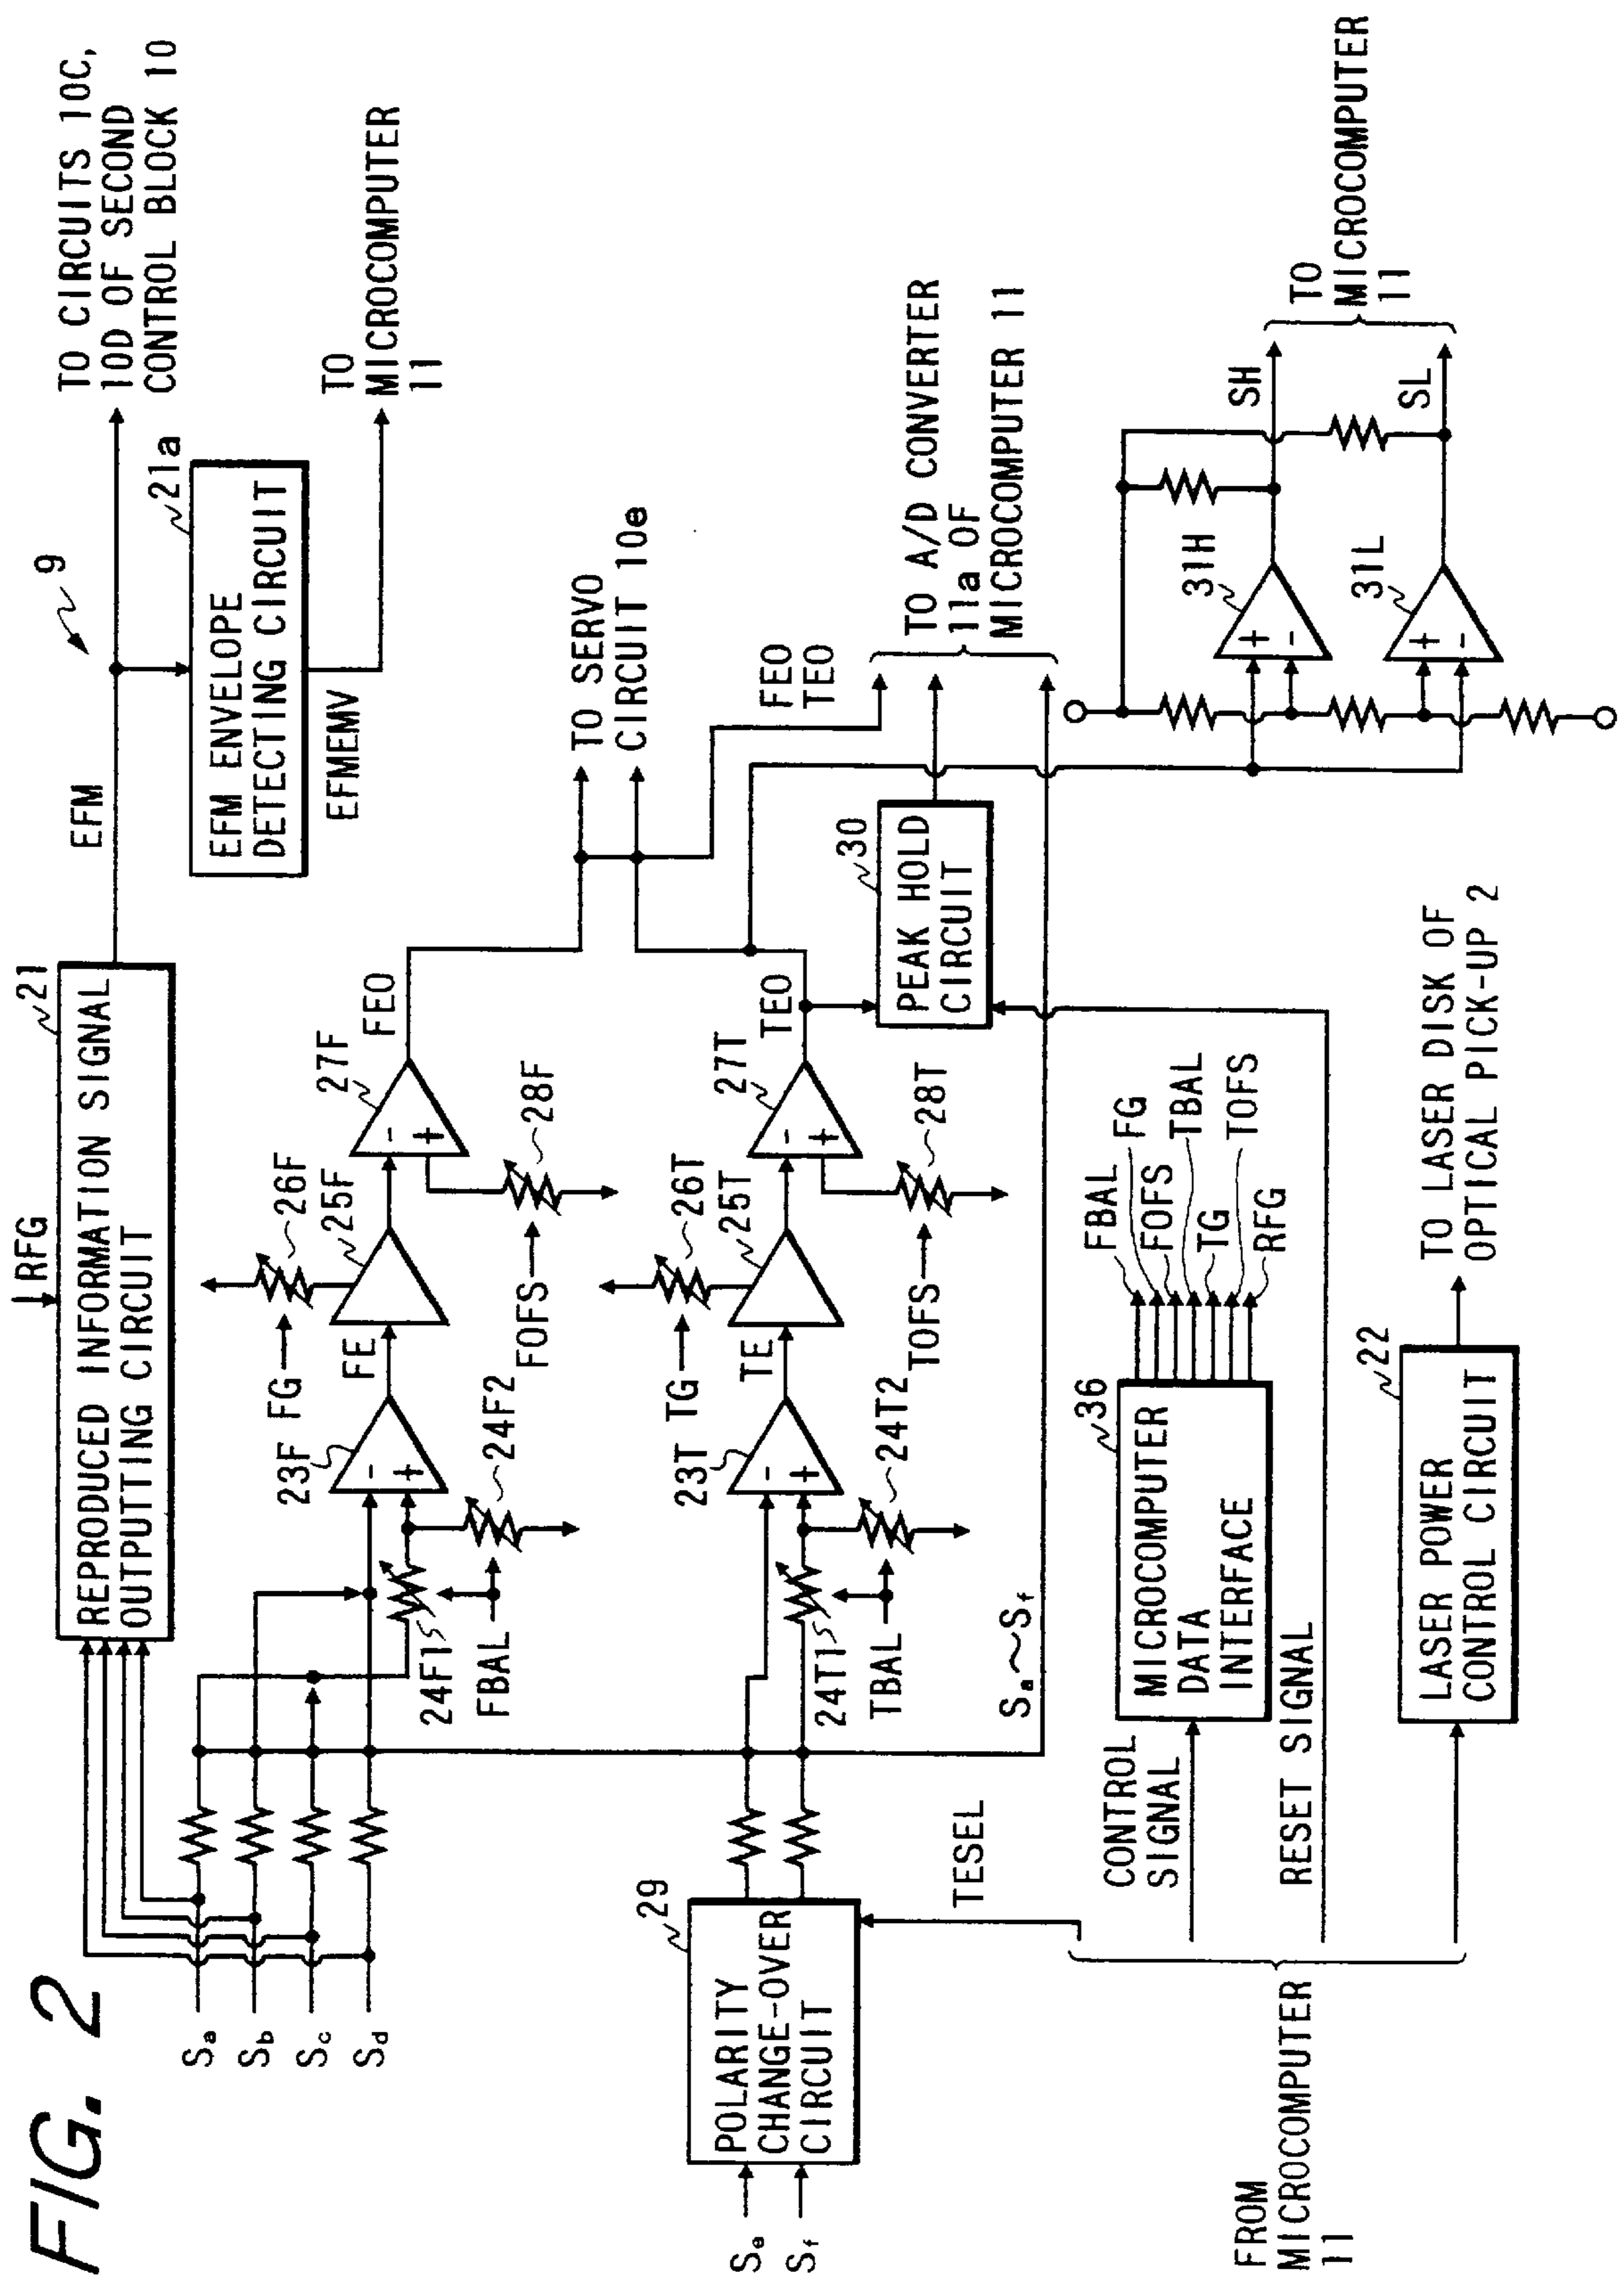 FIG. 2
9
RFG
21
REPRODUCED INFORMATION SIGNAL
OUTPUTTING CIRCUIT
EFM
TO CIRCUITS 10C,
10D OF SECOND
CONTROL BLOCK 10
21a
EFM ENVELOPE
DETECTING CIRCUIT
EFMEMV
TO
MICROCOMPUTER
11
Sa
Sb
Sc
Sd
24F1
FBAL
24F2
23F
FE
FG
26F
25F
FOFS
28F
27F
FEO
TO SERVO
CIRCUIT 10e
Se
Sf
29
POLARITY
CHANGE-OVER
CIRCUIT
TESEL
24T1
TBAL
24T2
23T
TE
TG
26T
25T
TOFS
28T
27T
TEO
30
PEAK HOLD
CIRCUIT
FEO
TEO
TO A/D CONVERTER
11a OF
MICROCOMPUTER 11
Sa~Sf
31H
+
-
SH
31L
+
-
SL
TO
MICROCOMPUTER
11
FROM
MICROCOMPUTER
11
CONTROL
SIGNAL
36
MICROCOMPUTER
DATA
INTERFACE
FBAL
FG
FOFS
TBAL
TG
TOFS
RFG
RESET SIGNAL
22
LASER POWER
CONTROL CIRCUIT
TO LASER DISK OF
OPTICAL PICK-UP 2